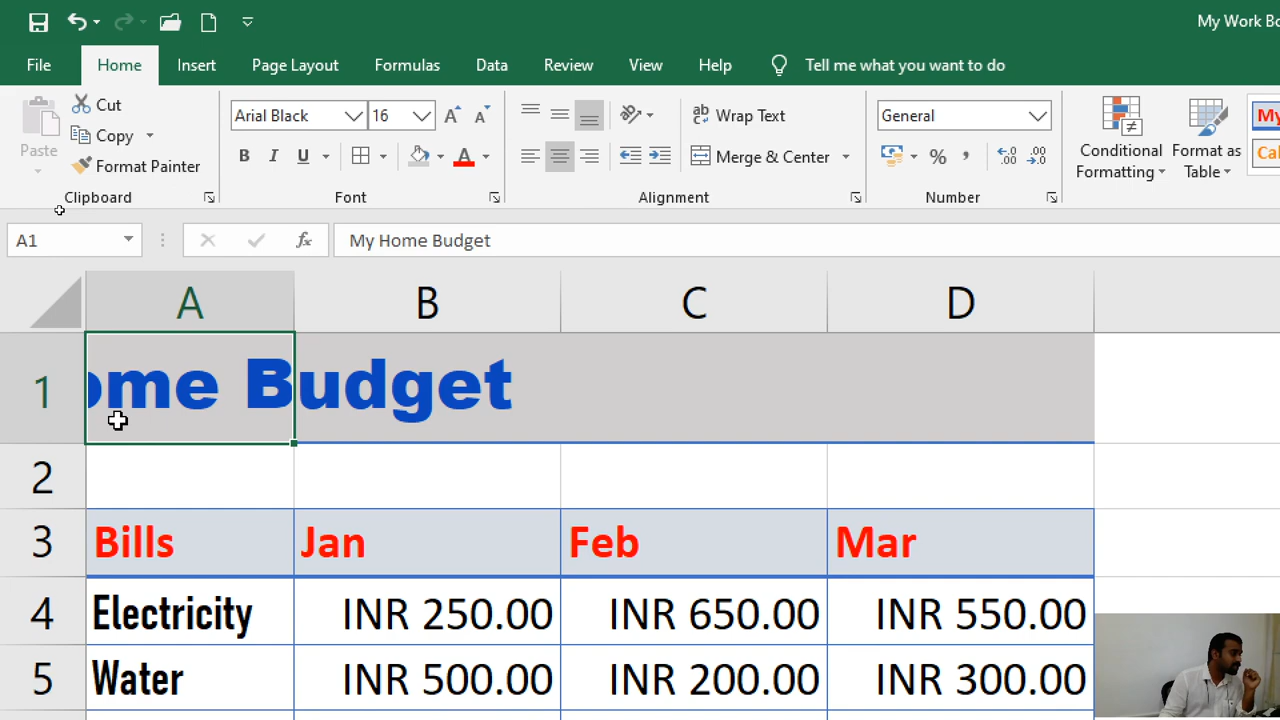 My Work Bo
File Home Insert Page Layout Formulas Data Review View Help Tell me what you want to do
Paste
Cut
Copy
Format Painter
Clipboard
Arial Black 16
B I U A
Font
Wrap Text
Merge & Center
Alignment
General
% ,
Number
Conditional Formatting
Format as Table
My
Cal
A1 fx My Home Budget
A B C D
1 ome Budget
2
3 Bills Jan Feb Mar
4 Electricity INR 250.00 INR 650.00 INR 550.00
5 Water INR 500.00 INR 200.00 INR 300.00